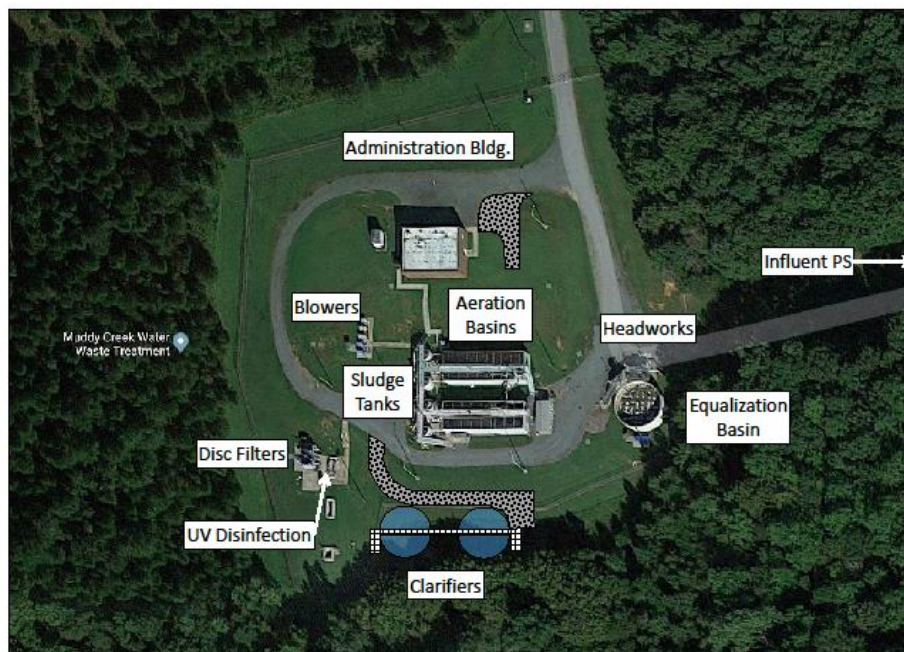 Administration Bldg.
Influent PS
Blowers
Aeration
Basins
Headworks
Muddy Creek Water
Waste Treatment
Sludge
Tanks
Equalization
Basin
Disc Filters
UV Disinfection
Clarifiers